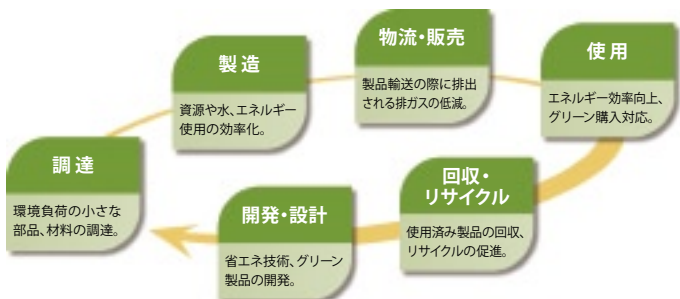 調達
環境負荷の小さな
部品、材料の調達。
製造
資源や水、エネルギー
使用の効率化。
物流・販売
製品輸送の際に排出
される排ガスの低減。
使用
エネルギー効率向上、
グリーン購入対応。
回収・
リサイクル
使用済み製品の回収、
リサイクルの促進。
開発・設計
省エネ技術、グリーン
製品の開発。